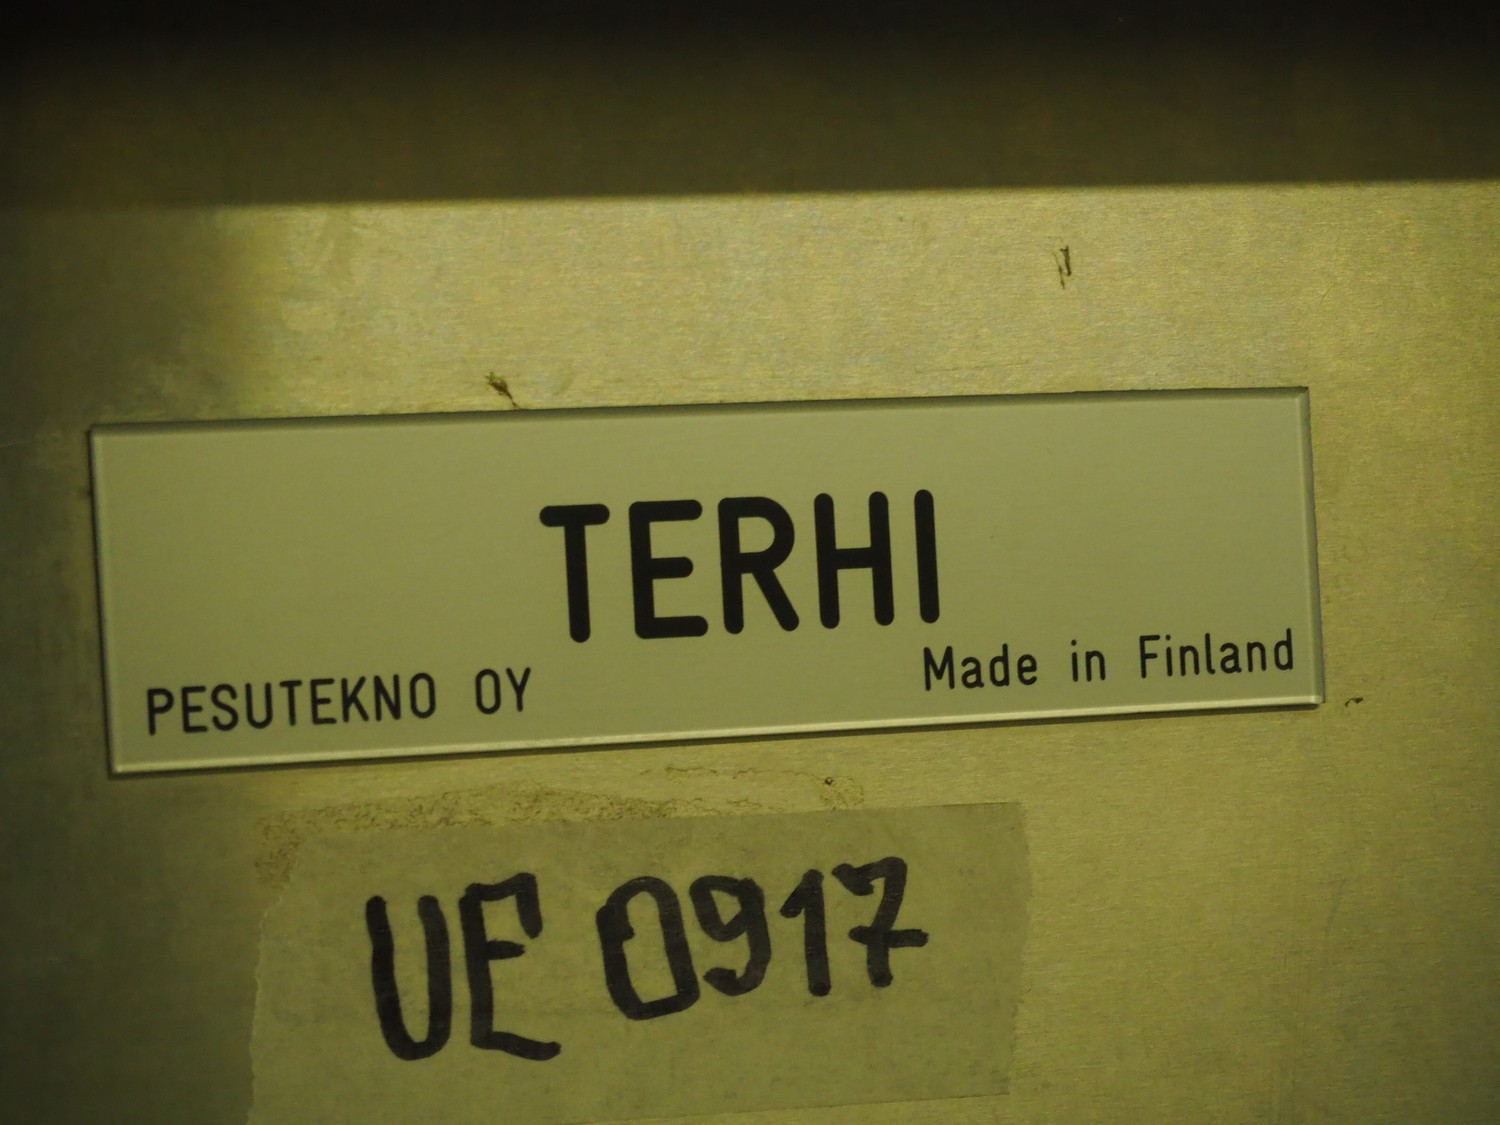 TERHI
PESUTEKNO OY
Made in Finland
UE 0917